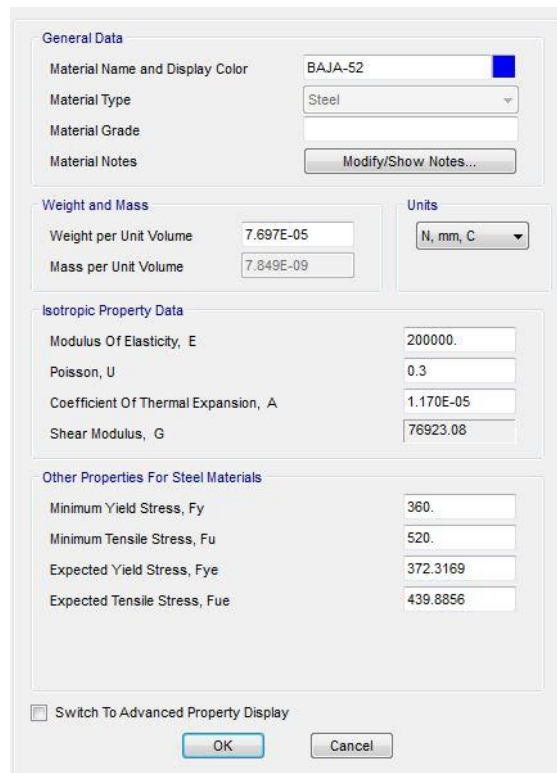 General Data
Material Name and Display Color BAJA-52
Material Type Steel
Material Grade
Material Notes Modify/Show Notes...
Weight and Mass
Weight per Unit Volume 7.697E-05
Mass per Unit Volume 7.849E-09
Units
N, mm, C
Isotropic Property Data
Modulus Of Elasticity, E 200000.
Poisson, U 0.3
Coefficient Of Thermal Expansion, A 1.170E-05
Shear Modulus, G 76923.08
Other Properties For Steel Materials
Minimum Yield Stress, Fy 360.
Minimum Tensile Stress, Fu 520.
Expected Yield Stress, Fye 372.3169
Expected Tensile Stress, Fue 439.8856
Switch To Advanced Property Display
OK Cancel